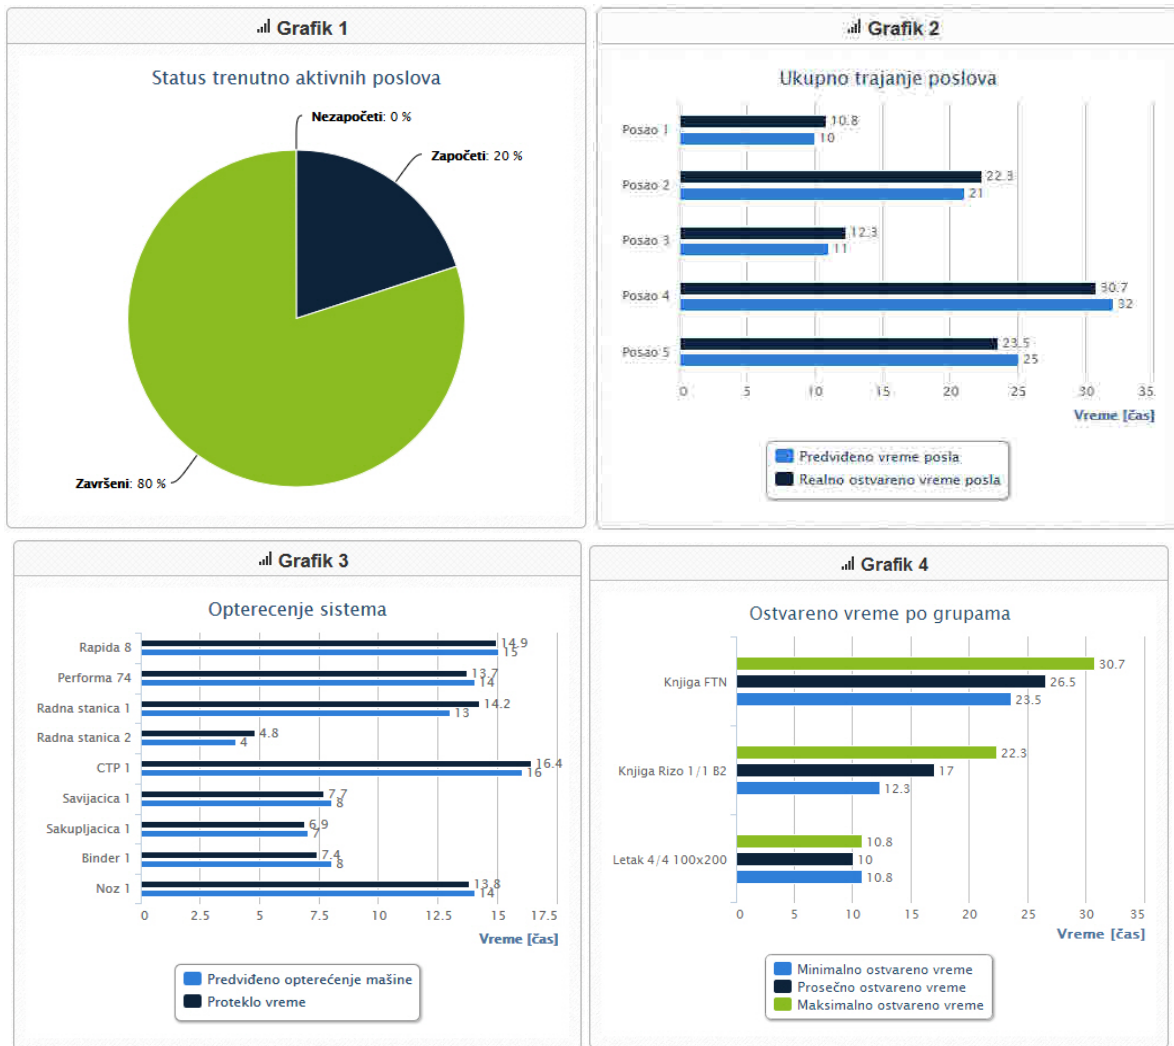 Grafik 1
Status trenutno aktivnih poslova
Nezapočeti: 0 %
Započeti: 20 %
Završeni: 80 %
Grafik 2
Ukupno trajanje poslova
Posao 1
10.8
10
Posao 2
22.3
21
Posao 3
12.3
11
Posao 4
30.7
32
Posao 5
23.5
25
0 5 10 15 20 25 30 35
Vreme [čas]
Predviđeno vreme posla
Realno ostvareno vreme posla
Grafik 3
Opterecenje sistema
Rapida 8
14.9
15
Performa 74
13.7
14
Radna stanica 1
14.2
13
Radna stanica 2
4.8
4
CTP 1
16.4
16
Savijacica 1
7.7
8
Sakupljacica 1
6.9
7
Binder 1
7.4
8
Noz 1
13.8
14
0 2.5 5 7.5 10 12.5 15 17.5
Vreme [čas]
Predviđeno opterećenje mašine
Proteklo vreme
Grafik 4
Ostvareno vreme po grupama
30.7
Knjiga FTN
26.5
23.5
22.3
Knjiga Rizo 1/1 B2
17
12.3
10.8
Letak 4/4 100x200
10
10.8
0 5 10 15 20 25 30 35
Vreme [čas]
Minimalno ostvareno vreme
Prosečno ostvareno vreme
Maksimalno ostvareno vreme